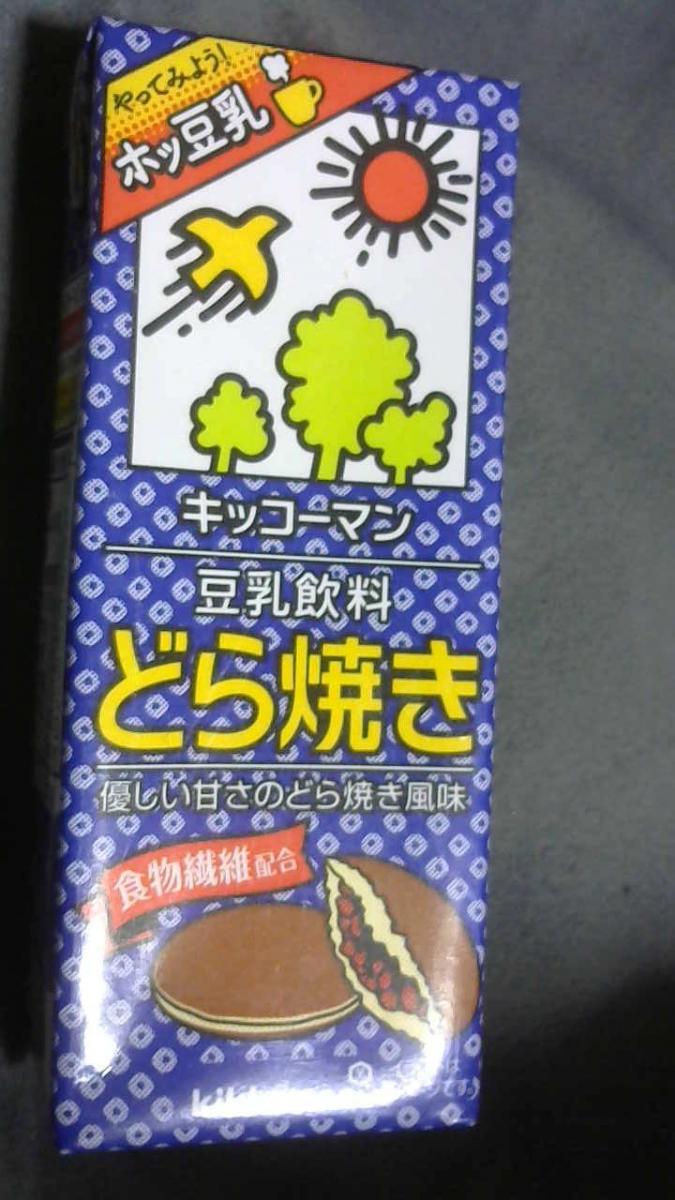 やってみよう!
ホッ豆乳
キッコーマン
豆乳飲料
どら焼き
優しい甘さのどら焼き風味
食物繊維配合